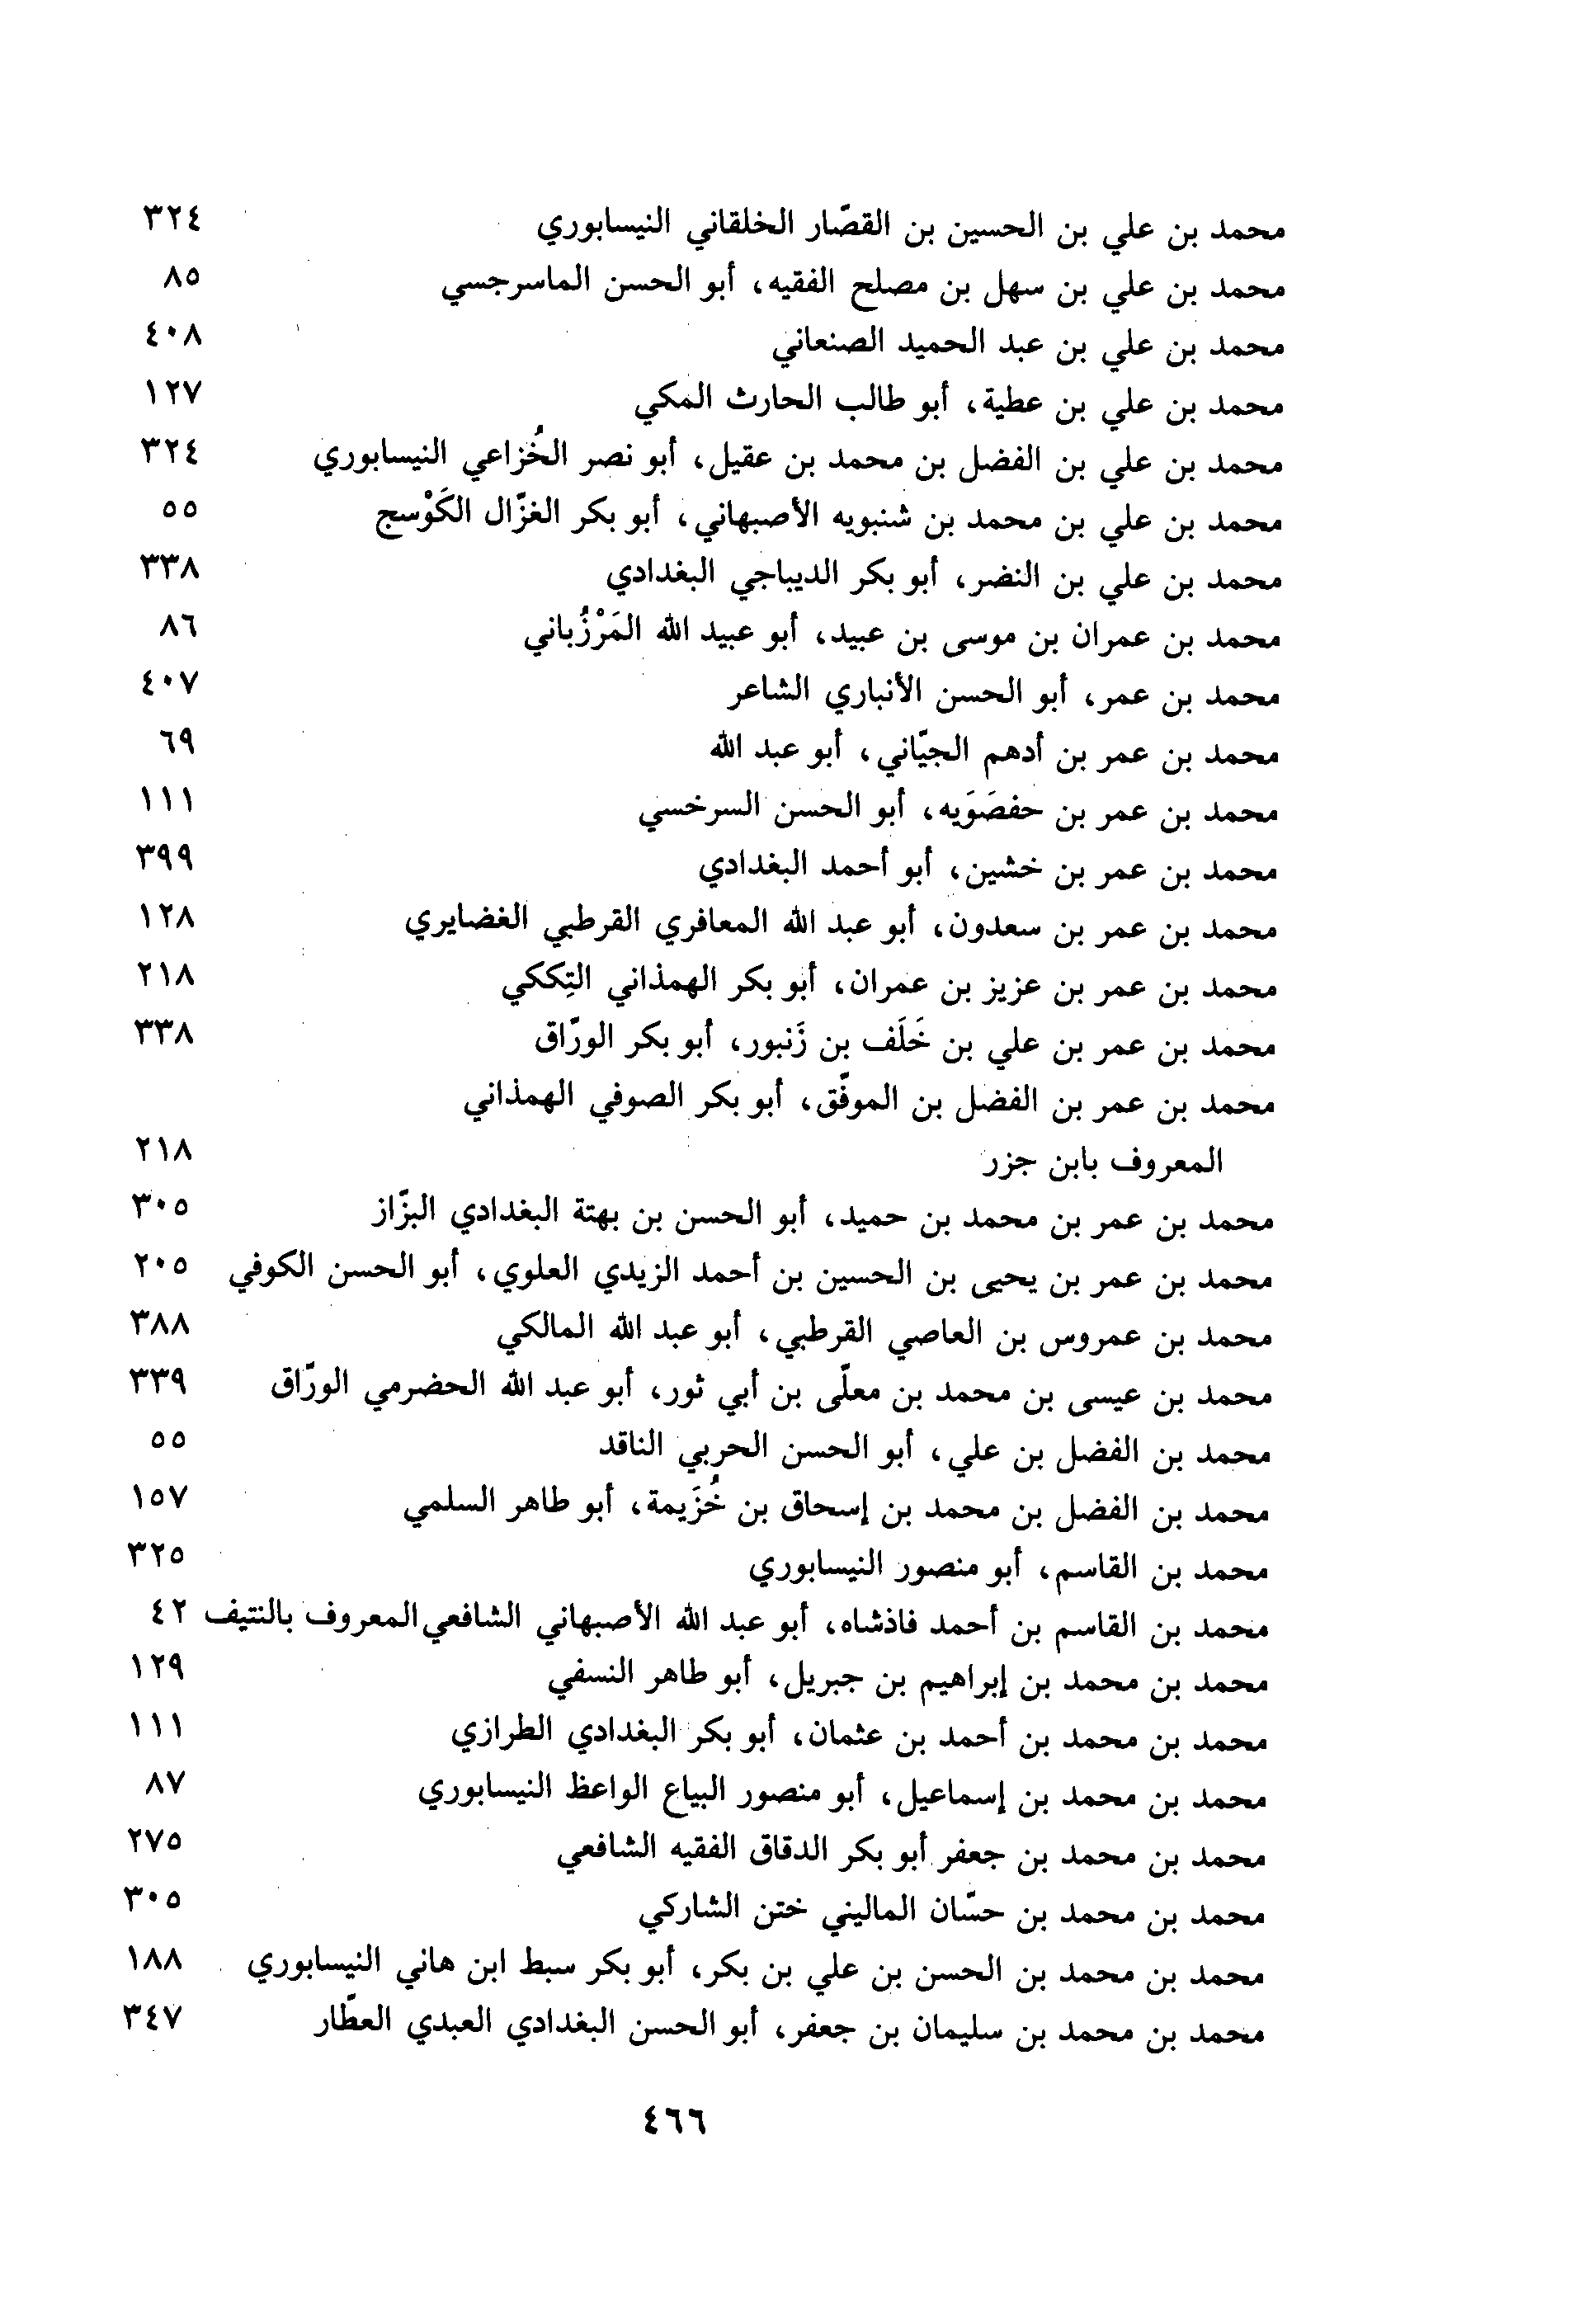 محمد بن علي بن الحسين بن القصّار الخلقاني النيسابوري ٣٢٤
محمد بن علي بن سهل بن مصلح الفقيه، أبو الحسن الماسرجسي ٨٥
محمد بن علي بن عبد الحميد الصنعاني ٤٠٨
محمد بن علي بن عطية، أبو طالب الحارث المكي ١٢٧
محمد بن علي بن الفضل بن محمد بن عقيل، أبو نصر الخُزاعي النيسابوري ٣٢٤
محمد بن علي بن محمد بن شنبويه الأصبهاني، أبو بكر الغزّال الكَوْسج ٥٥
محمد بن علي بن النضر، أبو بكر الديباجي البغدادي ٣٣٨
محمد بن عمران بن موسى بن عبيد، أبو عبيد الله المَرْزُباني ٨٦
محمد بن عمر، أبو الحسن الأنباري الشاعر ٤٠٧
محمد بن عمر بن أدهم الجيّاني، أبو عبد الله ٦٩
محمد بن عمر بن حفصَوَيه، أبو الحسن السرخسي ١١١
محمد بن عمر بن خشين، أبو أحمد البغدادي ٣٩٩
محمد بن عمر بن سعدون، أبو عبد الله المعافري القرطبي الغضايري ١٢٨
محمد بن عمر بن عزيز بن عمران، أبو بكر الهمذاني التِككي ٢١٨
محمد بن عمر بن علي بن خَلَف بن زَنبور، أبو بكر الورّاق ٣٣٨
محمد بن عمر بن الفضل بن الموفّق، أبو بكر الصوفي الهمذاني
المعروف بابن جزر ٢١٨
محمد بن عمر بن محمد بن حميد، أبو الحسن بن بهتة البغدادي البزّاز ٣٠٥
محمد بن عمر بن يحيى بن الحسين بن أحمد الزيدي العلوي، أبو الحسن الكوفي ٢٠٥
محمد بن عمروس بن العاصي القرطبي، أبو عبد الله المالكي ٣٨٨
محمد بن عيسى بن محمد بن معلّى بن أبي ثور، أبو عبد الله الحضرمي الورّاق ٣٣٩
محمد بن الفضل بن علي، أبو الحسن الحربي الناقد ٥٥
محمد بن الفضل بن محمد بن إسحاق بن خُزَيمة، أبو طاهر السلمي ١٥٧
محمد بن القاسم، أبو منصور النيسابوري ٣٢٥
محمد بن القاسم بن أحمد فاذشاه، أبو عبد الله الأصبهاني الشافعي المعروف بالنتيف ٤٢
محمد بن محمد بن إبراهيم بن جبريل، أبو طاهر النسفي ١٢٩
محمد بن محمد بن أحمد بن عثمان، أبو بكر البغدادي الطرازي ١١١
محمد بن محمد بن إسماعيل، أبو منصور البياع الواعظ النيسابوري ٨٧
محمد بن محمد بن جعفر أبو بكر الدقاق الفقيه الشافعي ٢٧٥
محمد بن محمد بن حسّان الماليني ختن الشاركي ٣٠٥
محمد بن محمد بن الحسن بن علي بن بكر، أبو بكر سبط ابن هاني النيسابوري ١٨٨
محمد بن محمد بن سليمان بن جعفر، أبو الحسن البغدادي العبدي العطّار ٣٤٧
٤٦٦